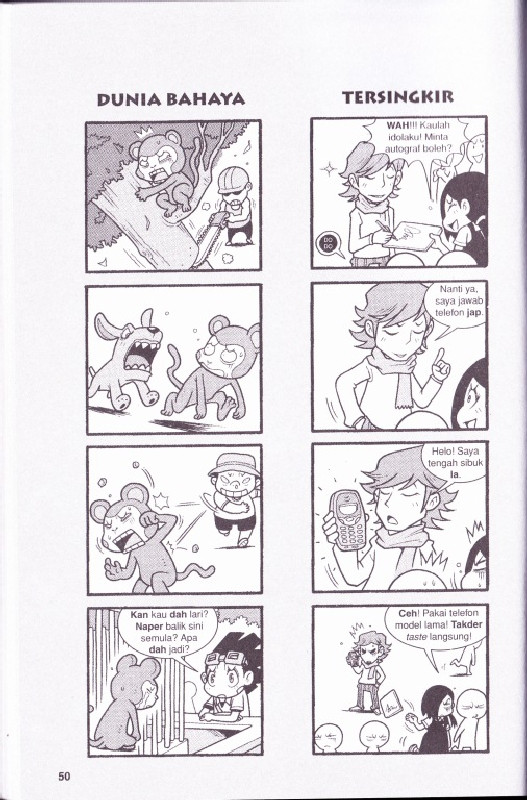 DUNIA BAHAYA
Kan kau dah lari?
Naper balik sini
semula? Apa
dah jadi?
TERSINGKIR
WAH!!! Kaulah
idolaku! Minta
autograf boleh?
Nanti ya,
saya jawab
telefon jap.
Helo! Saya
tengah sibuk
la.
Ceh! Pakai telefon
model lama! Takder
taste langsung!
50